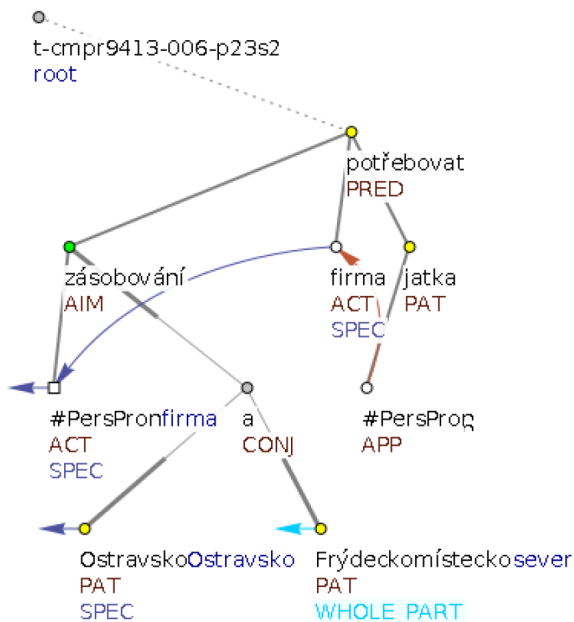 t-cmpr9413-006-p23s2
root
potřebovat
PRED
zásobování
AIM
firma
ACT
SPEC
jatka
PAT
#PersPronfirma
ACT
SPEC
a
CONJ
#PersPron
APP
OstravskoOstravsko
PAT
SPEC
Frýdeckomísteckosever
PAT
WHOLE_PART